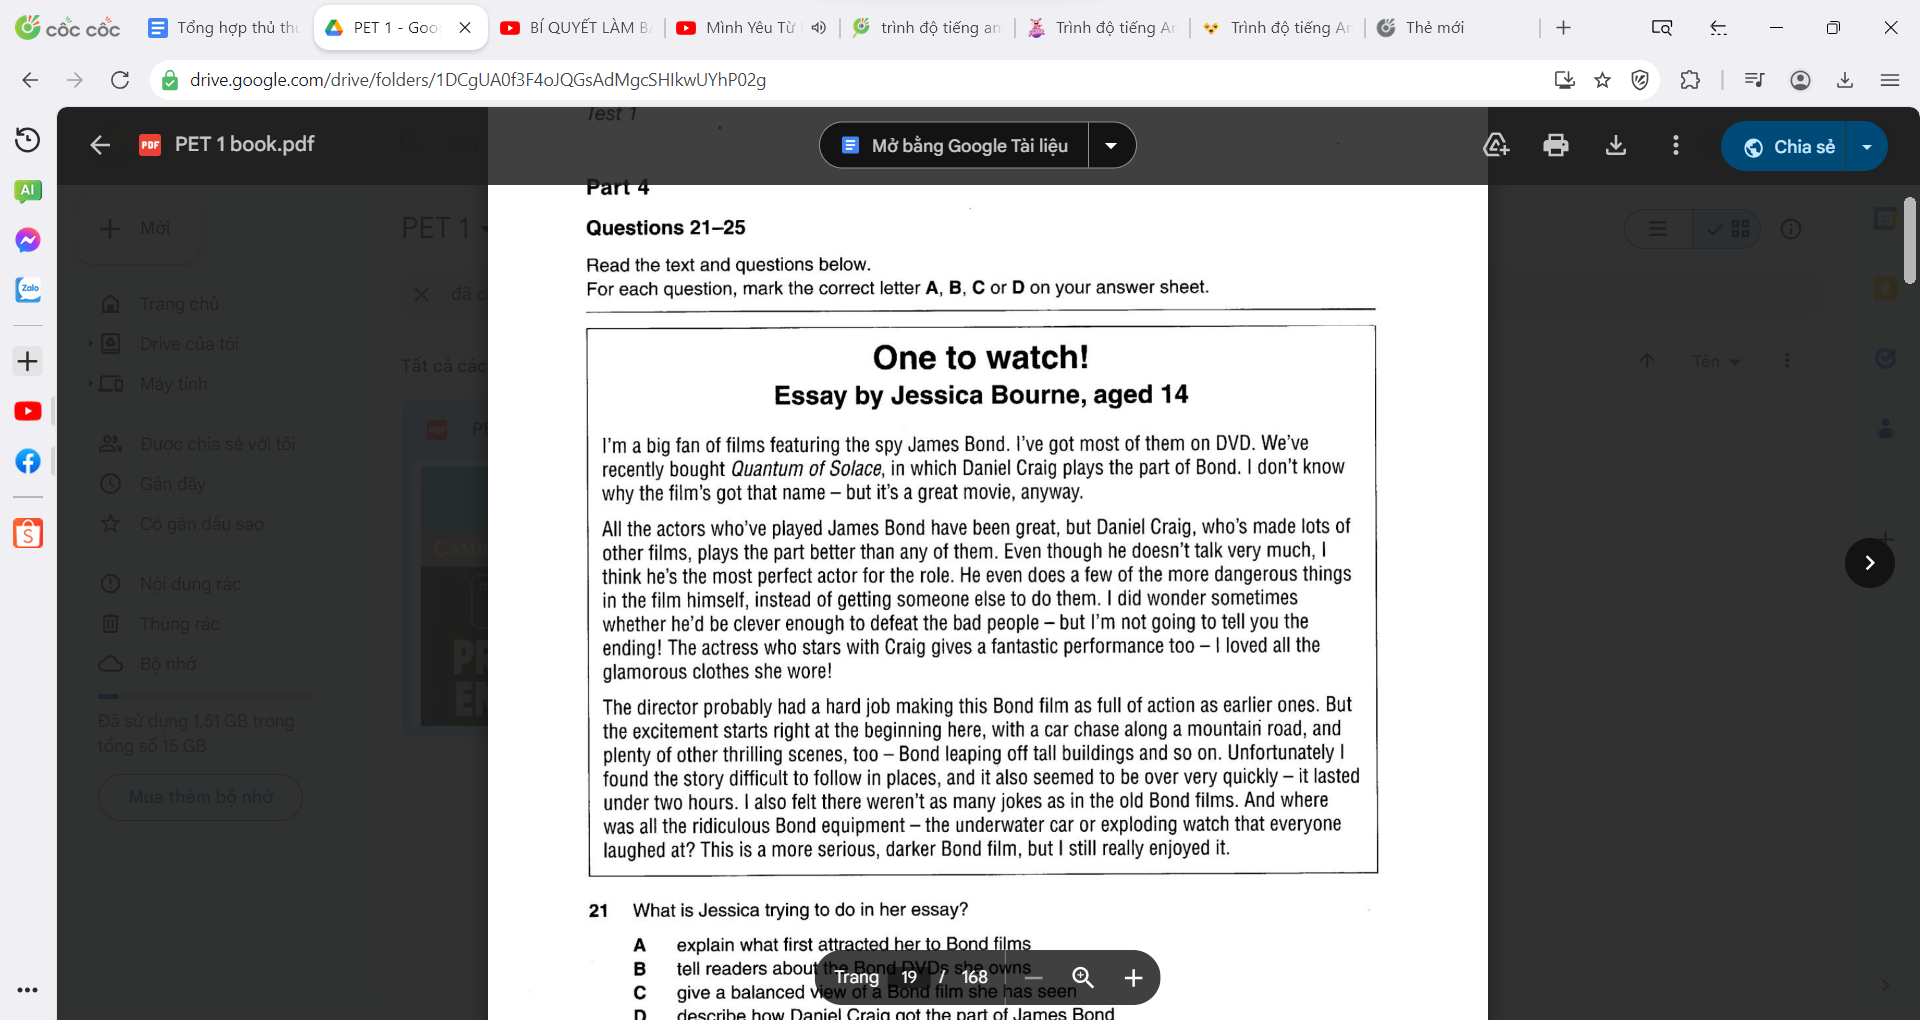 cốc cốc
Tổng hợp thủ thu
PET 1 - Goo
BÍ QUYẾT LÀM BÀ
Mình Yêu Từ
trình độ tiếng an
Trình độ tiếng An
Trình độ tiếng An
Thẻ mới
drive.google.com/drive/folders/1DCgUA0f3F4oJQGsAdMgcSHIkwUYhP02g
Test 1
PDF PET 1 book.pdf
Mở bằng Google Tài liệu
Chia sẻ
AI
Zalo
Mới
PET 1
đã c
Trang chủ
Drive của tôi
Máy tính
Tất cả các
Tên
Được chia sẻ với tôi
Gần đây
Có gắn dấu sao
Nội dung rác
Thùng rác
Bộ nhớ
Đã sử dụng 1,51 GB trong
tổng số 15 GB
Mua thêm bộ nhớ
PDF PE
CAM
PR
EN
Part 4
Questions 21–25
Read the text and questions below.
For each question, mark the correct letter A, B, C or D on your answer sheet.
One to watch!
Essay by Jessica Bourne, aged 14
I'm a big fan of films featuring the spy James Bond. I've got most of them on DVD. We've
recently bought Quantum of Solace, in which Daniel Craig plays the part of Bond. I don't know
why the film's got that name – but it's a great movie, anyway.
All the actors who've played James Bond have been great, but Daniel Craig, who's made lots of
other films, plays the part better than any of them. Even though he doesn't talk very much, I
think he's the most perfect actor for the role. He even does a few of the more dangerous things
in the film himself, instead of getting someone else to do them. I did wonder sometimes
whether he'd be clever enough to defeat the bad people – but I'm not going to tell you the
ending! The actress who stars with Craig gives a fantastic performance too – I loved all the
glamorous clothes she wore!
The director probably had a hard job making this Bond film as full of action as earlier ones. But
the excitement starts right at the beginning here, with a car chase along a mountain road, and
plenty of other thrilling scenes, too – Bond leaping off tall buildings and so on. Unfortunately I
found the story difficult to follow in places, and it also seemed to be over very quickly – it lasted
under two hours. I also felt there weren't as many jokes as in the old Bond films. And where
was all the ridiculous Bond equipment – the underwater car or exploding watch that everyone
laughed at? This is a more serious, darker Bond film, but I still really enjoyed it.
21 What is Jessica trying to do in her essay?
A explain what first attracted her to Bond films
B tell readers about the Bond DVDs she owns
C give a balanced view of a Bond film she has seen
D describe how Daniel Craig got the part of James Bond
Trang 19 / 168